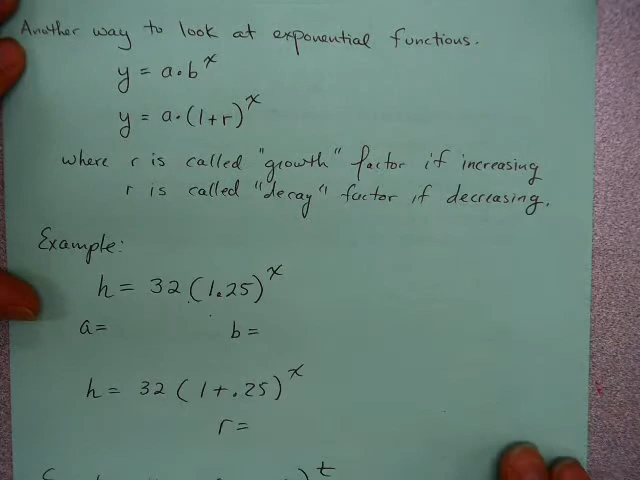 Another way to look at exponential functions.
y = a·b^x
y = a·(1+r)^x
where r is called "growth" factor if increasing
r is called "decay" factor if decreasing.
Example:
h = 32 (1.25)^x
a= b=
h = 32 (1+.25)^x
r=
)^t